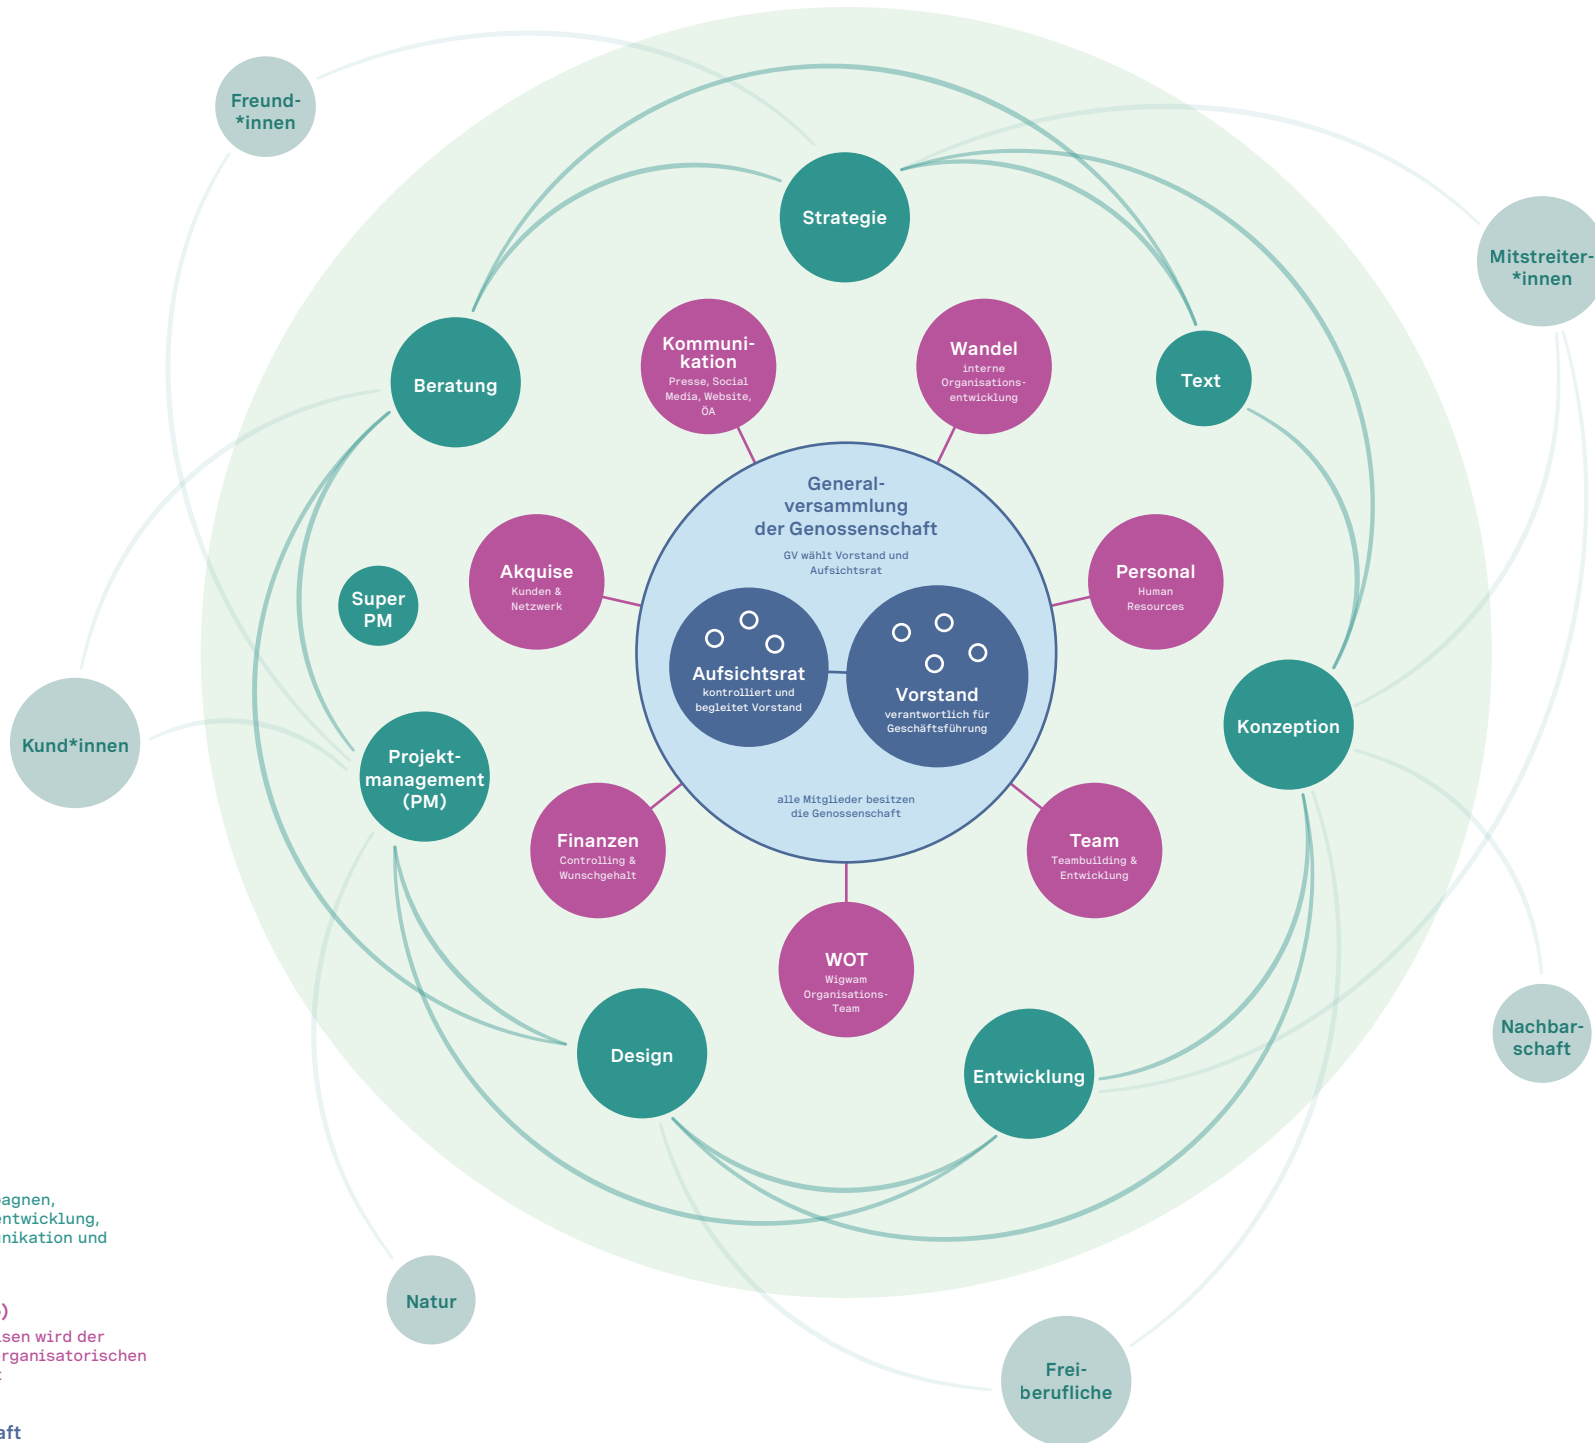 Freund-
*innen
Strategie
Mitstreiter-
*innen
Kommuni-
kation
Presse, Social
Media, Website,
ÖA
Wandel
interne
Organisations-
entwicklung
Beratung
Text
General-
versammlung
der Genossenschaft
GV wählt Vorstand und
Aufsichtsrat
Akquise
Kunden &
Netzwerk
Personal
Human
Resources
Super
PM
Aufsichtsrat
kontrolliert und
begleitet Vorstand
Vorstand
verantwortlich für
Geschäftsführung
Kund*innen
Projekt-
management
(PM)
Konzeption
alle Mitglieder besitzen
die Genossenschaft
Finanzen
Controlling &
Wunschgehalt
Team
Teambuilding &
Entwicklung
WOT
Wigwam
Organisations-
Team
Design
Entwicklung
Nachbar-
schaft
Natur
Frei-
berufliche
agnen,
entwicklung,
nikation und
)
sen wird der
rganisatorischen
aft